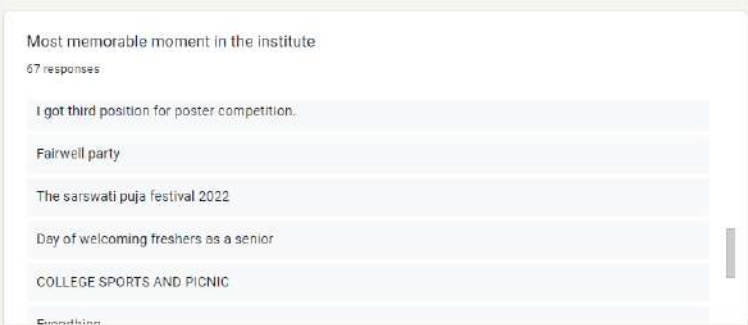 Most memorable moment in the institute
67 responses
I got third position for poster competition.
Fairwell party
The sarswati puja festival 2022
Day of welcoming freshers as a senior
COLLEGE SPORTS AND PICNIC
Everything